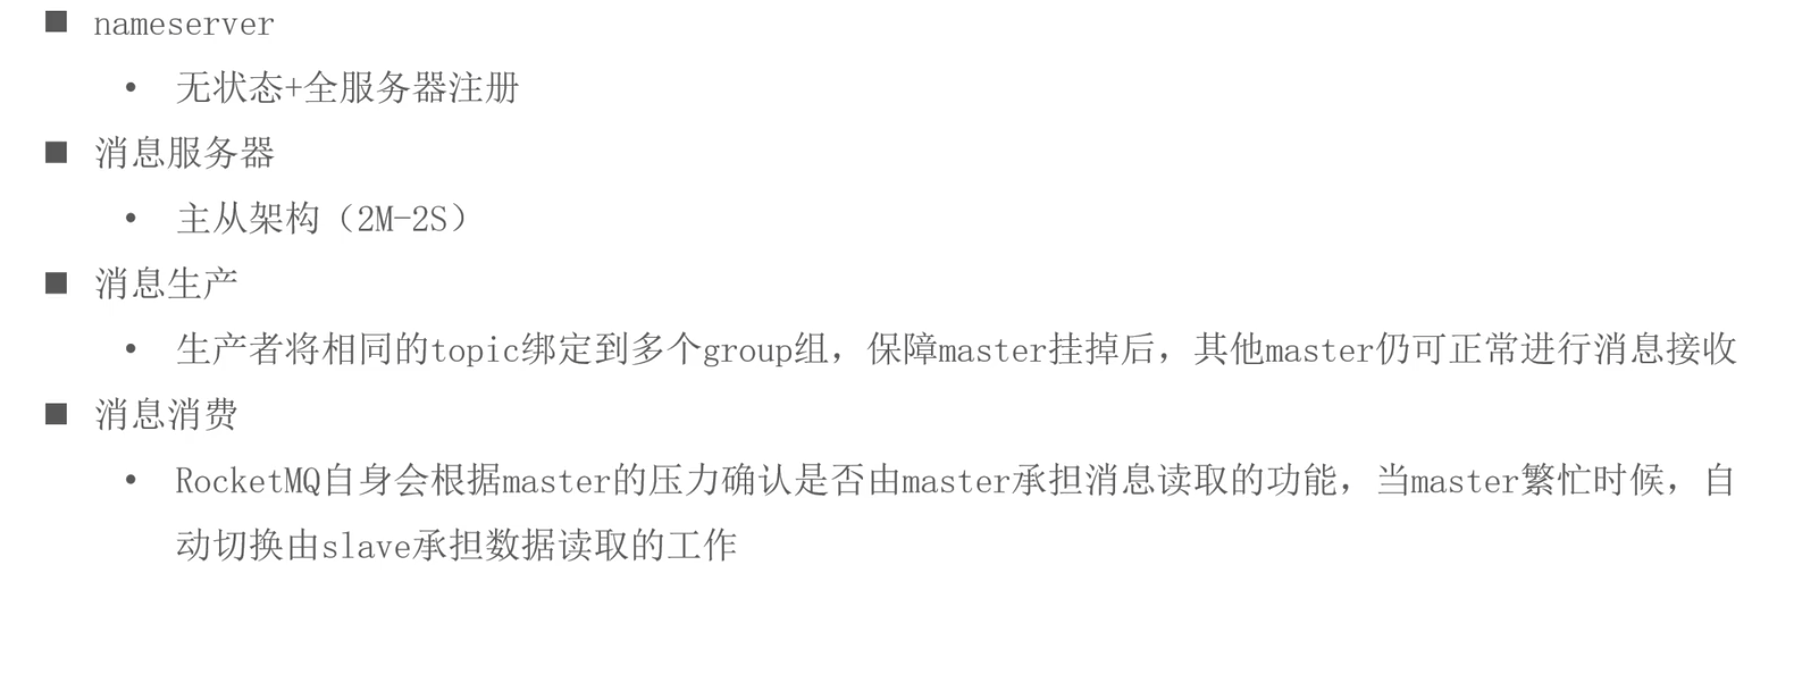 ■ nameserver
• 无状态+全服务器注册
■ 消息服务器
• 主从架构（2M-2S）
■ 消息生产
• 生产者将相同的topic绑定到多个group组，保障master挂掉后，其他master仍可正常进行消息接收
■ 消息消费
• RocketMQ自身会根据master的压力确认是否由master承担消息读取的功能，当master繁忙时候，自
动切换由slave承担数据读取的工作